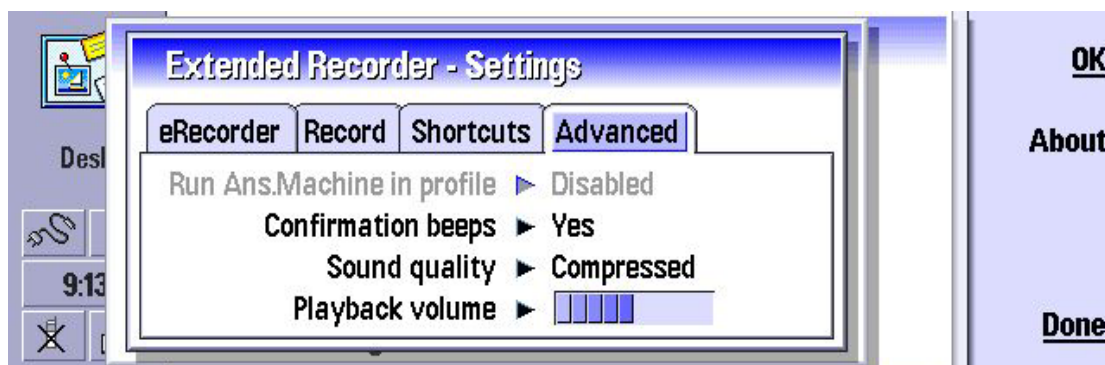 Extended Recorder - Settings
OK
eRecorder Record Shortcuts Advanced
About
Run Ans.Machine in profile Disabled
Confirmation beeps Yes
Sound quality Compressed
9:13
Playback volume
Done